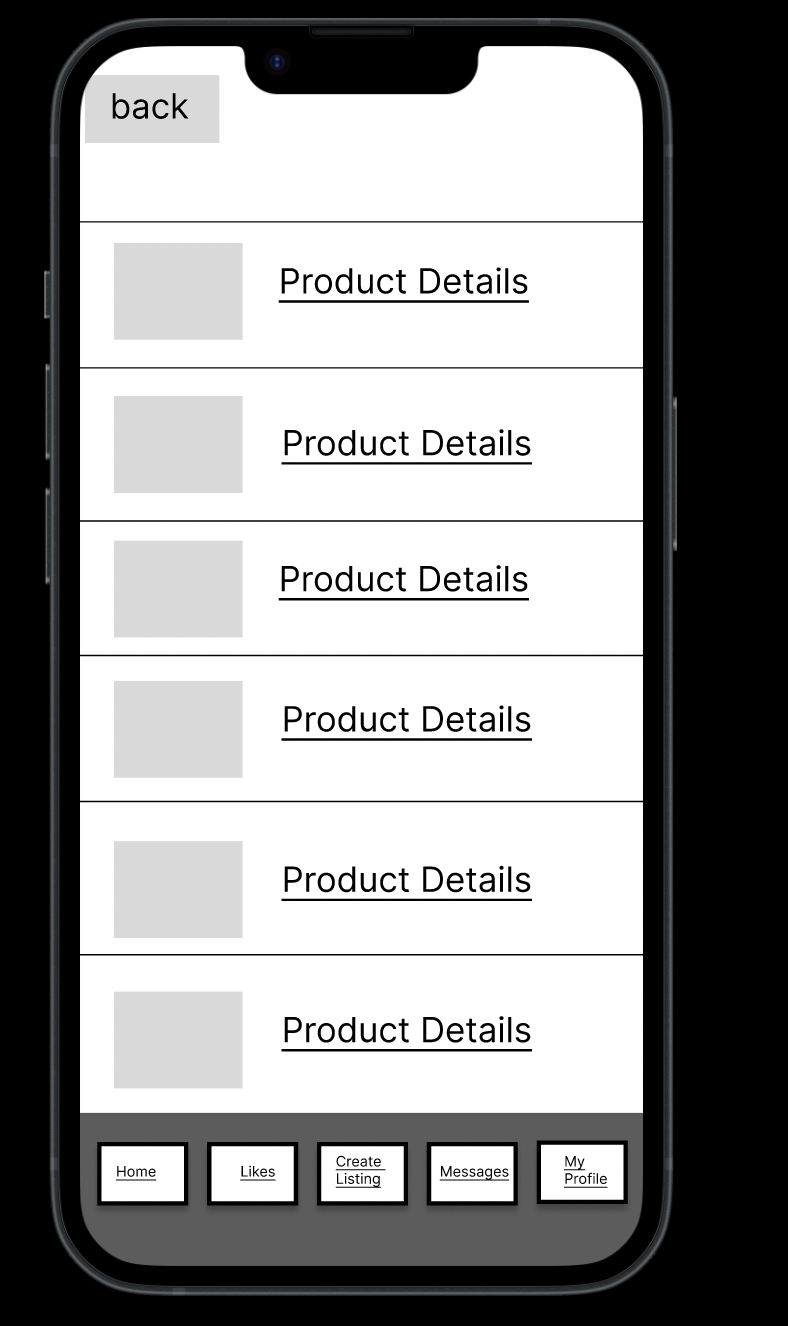 back
Product Details
Product Details
Product Details
Product Details
Product Details
Product Details
Home
Likes
Create
Listing
Messages
My
Profile